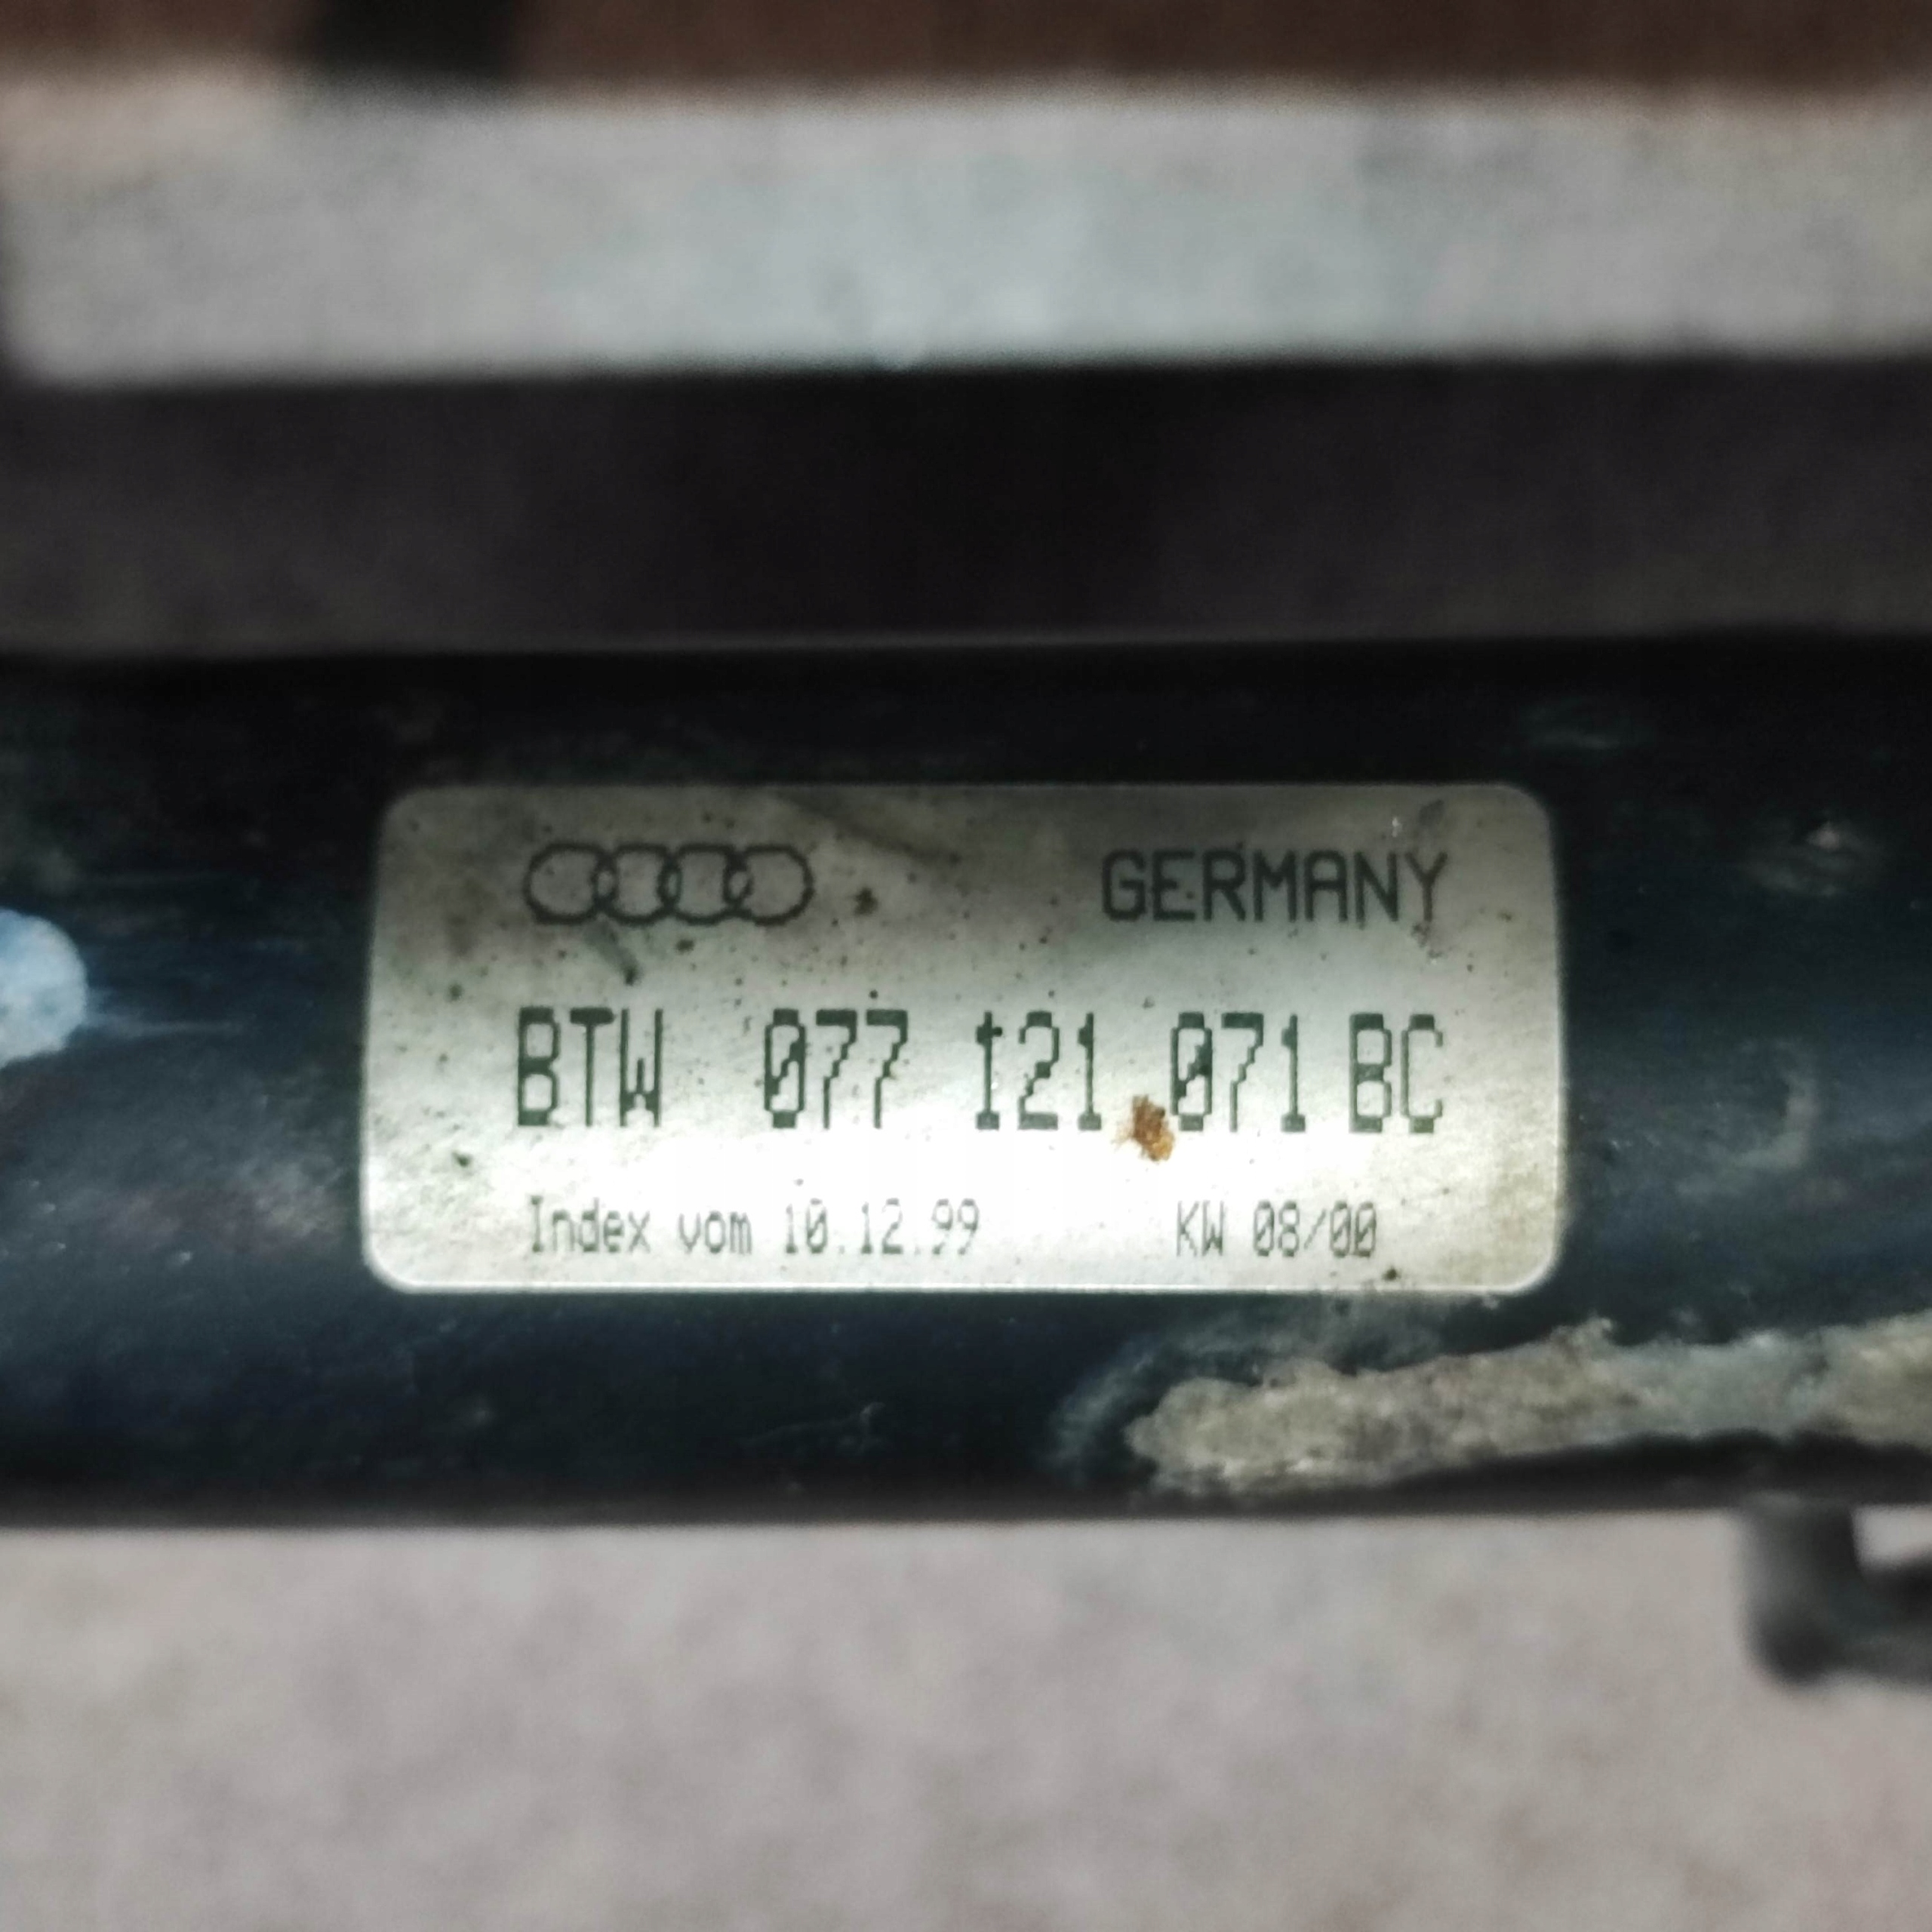 GERMANY
BTW 077 121 071 BC
Index vom 10.12.99 KW 08/00